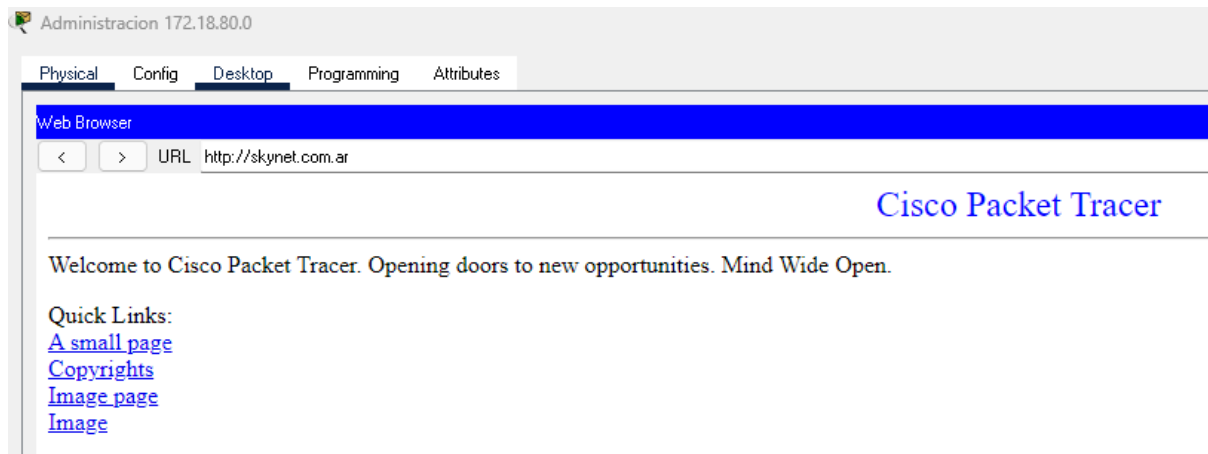 Administracion 172.18.80.0
Physical Config Desktop Programming Attributes
Web Browser
< > URL http://skynet.com.ar
Cisco Packet Tracer
Welcome to Cisco Packet Tracer. Opening doors to new opportunities. Mind Wide Open.
Quick Links:
A small page
Copyrights
Image page
Image